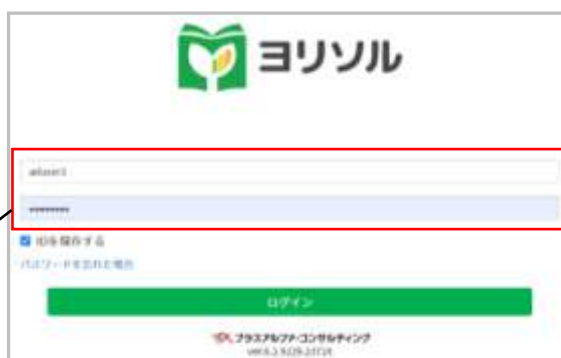 ヨリソル
•••••••••
IDを保存する
パスワードを忘れた場合
ログイン
プラスアルファ・コンサルティング